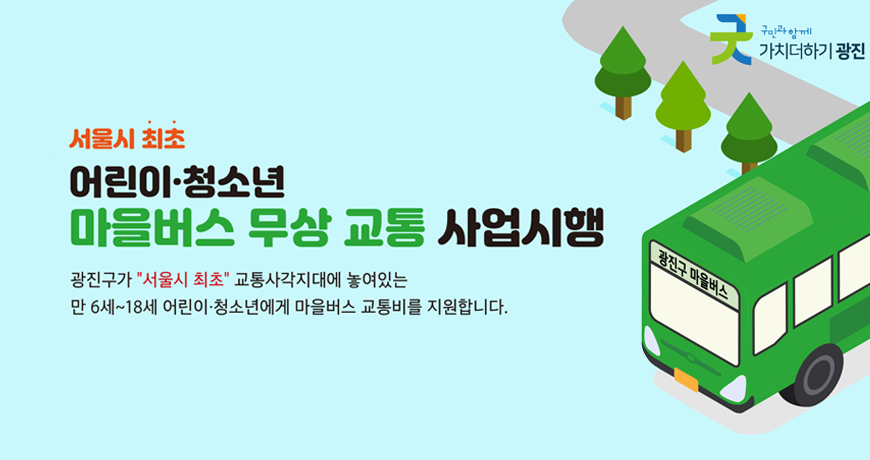 구민과 함께
가치더하기 광진
서울시 최초
어린이·청소년
마을버스 무상 교통 사업시행
광진구가 "서울시 최초" 교통사각지대에 놓여있는
만 6세~18세 어린이·청소년에게 마을버스 교통비를 지원합니다.
광진구 마을버스